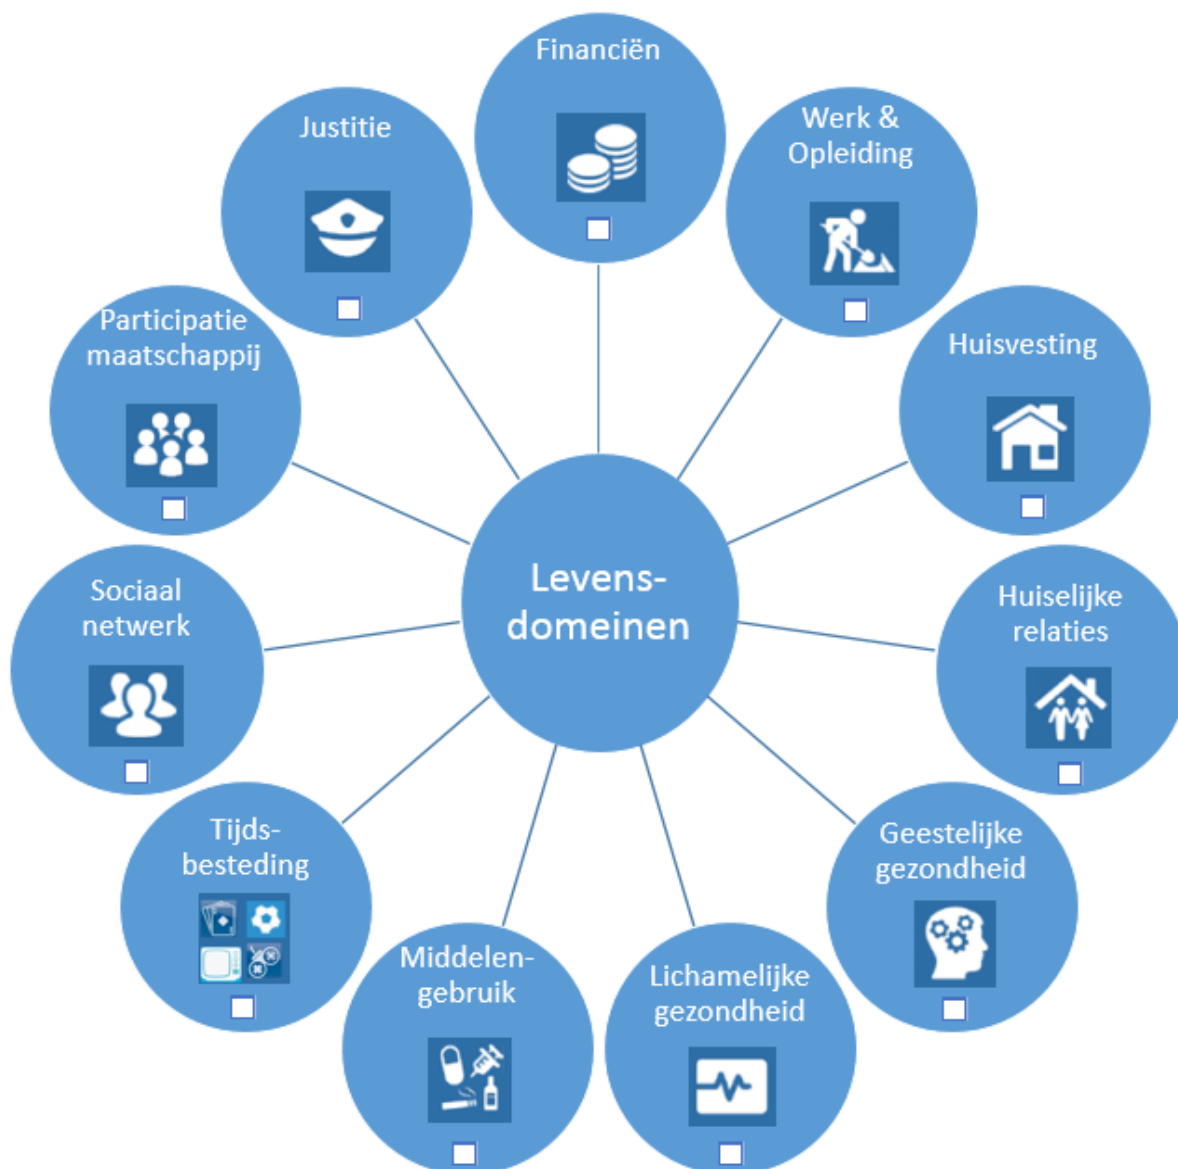 Financiën
Werk &
Opleiding
Huisvesting
Huiselijke
relaties
Geestelijke
gezondheid
Lichamelijke
gezondheid
Middelen-
gebruik
Tijds-
besteding
Sociaal
netwerk
Participatie
maatschappij
Justitie
Levens-
domeinen